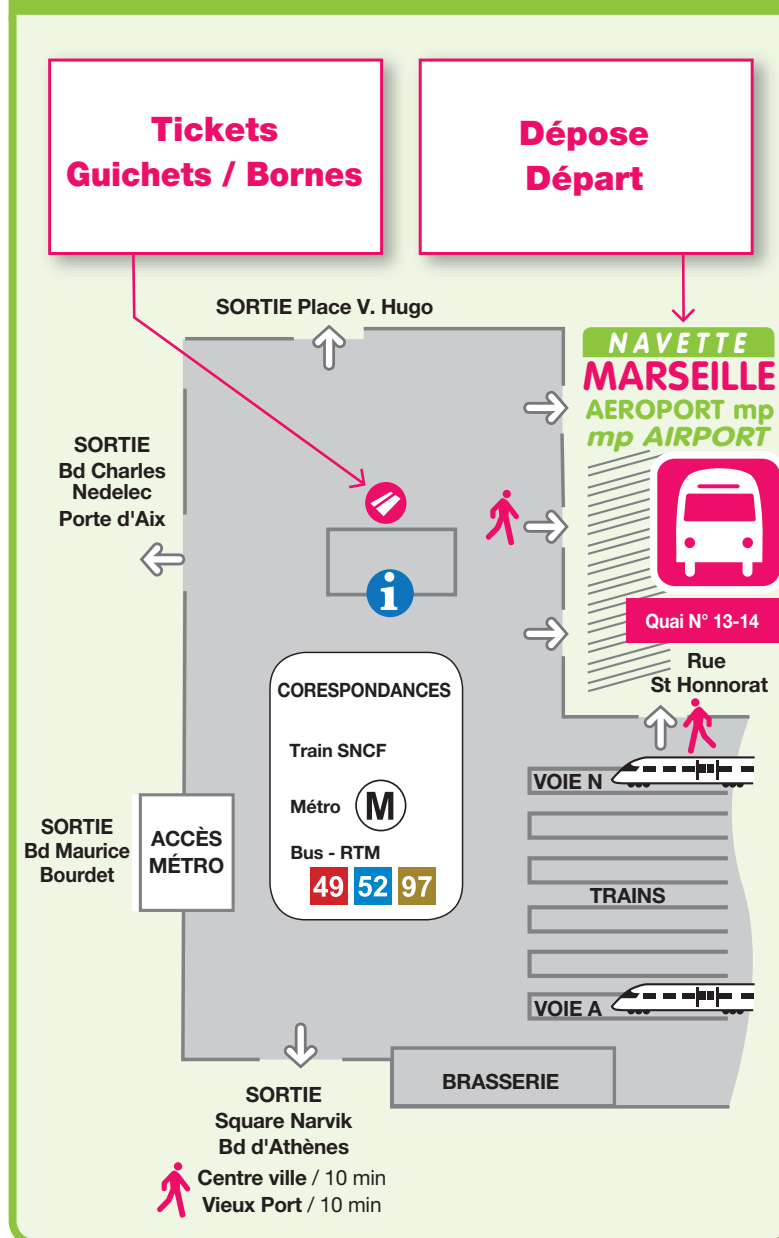 Tickets
Guichets / Bornes
Dépose
Départ
SORTIE Place V. Hugo
NAVETTE
MARSEILLE
AEROPORT mp
mp AIRPORT
SORTIE
Bd Charles
Nedelec
Porte d'Aix
i
Quai N° 13-14
Rue
St Honnorat
CORESPONDANCES
Train SNCF
Métro M
Bus - RTM
49 52 97
VOIE N
TRAINS
VOIE A
SORTIE
Bd Maurice
Bourdet
ACCÈS
MÉTRO
BRASSERIE
SORTIE
Square Narvik
Bd d'Athènes
Centre ville / 10 min
Vieux Port / 10 min